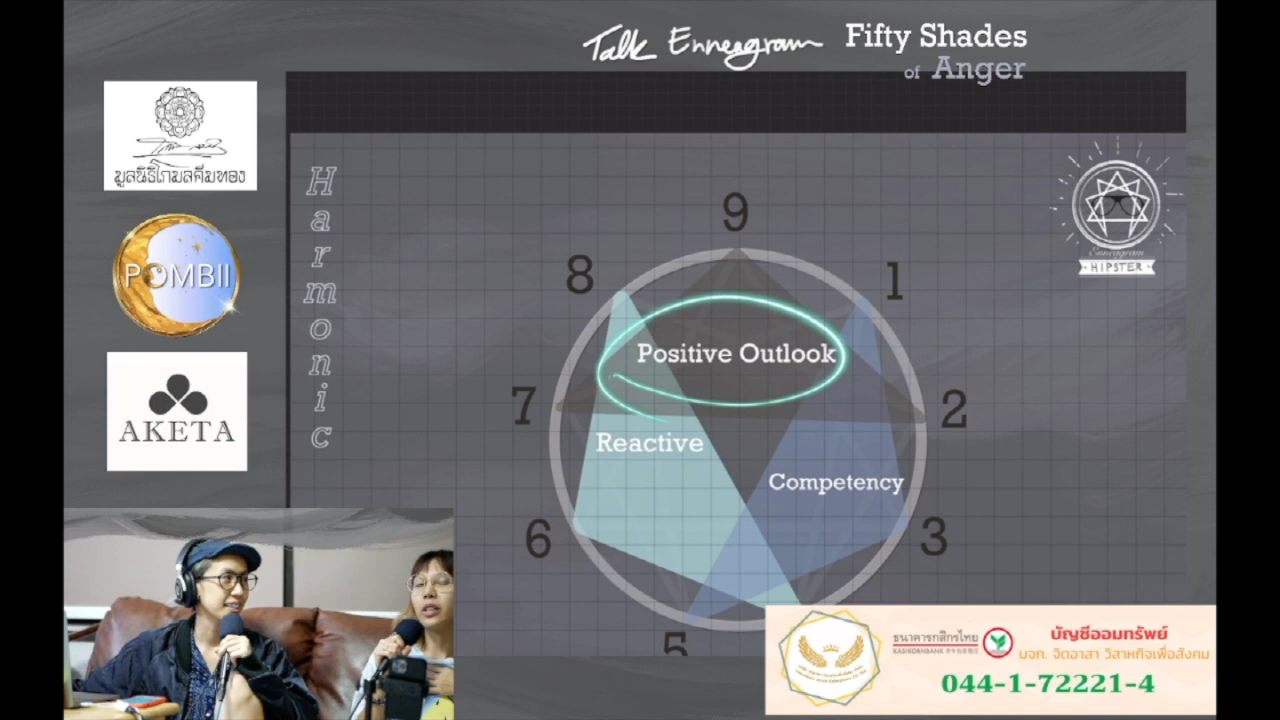 Talk Enneagram
Fifty Shades
of Anger
มูลนิธิโกมลคีมทอง
POMBII
AKETA
Harmonic
Enneagram
HIPSTER
9
8
1
Positive Outlook
7
2
Reactive
Competency
6
3
5
ธนาคารกสิกรไทย
KASIKORNBANK
บัญชีออมทรัพย์
บจก. จิตอาสา วิสาหกิจเพื่อสังคม
044-1-72221-4